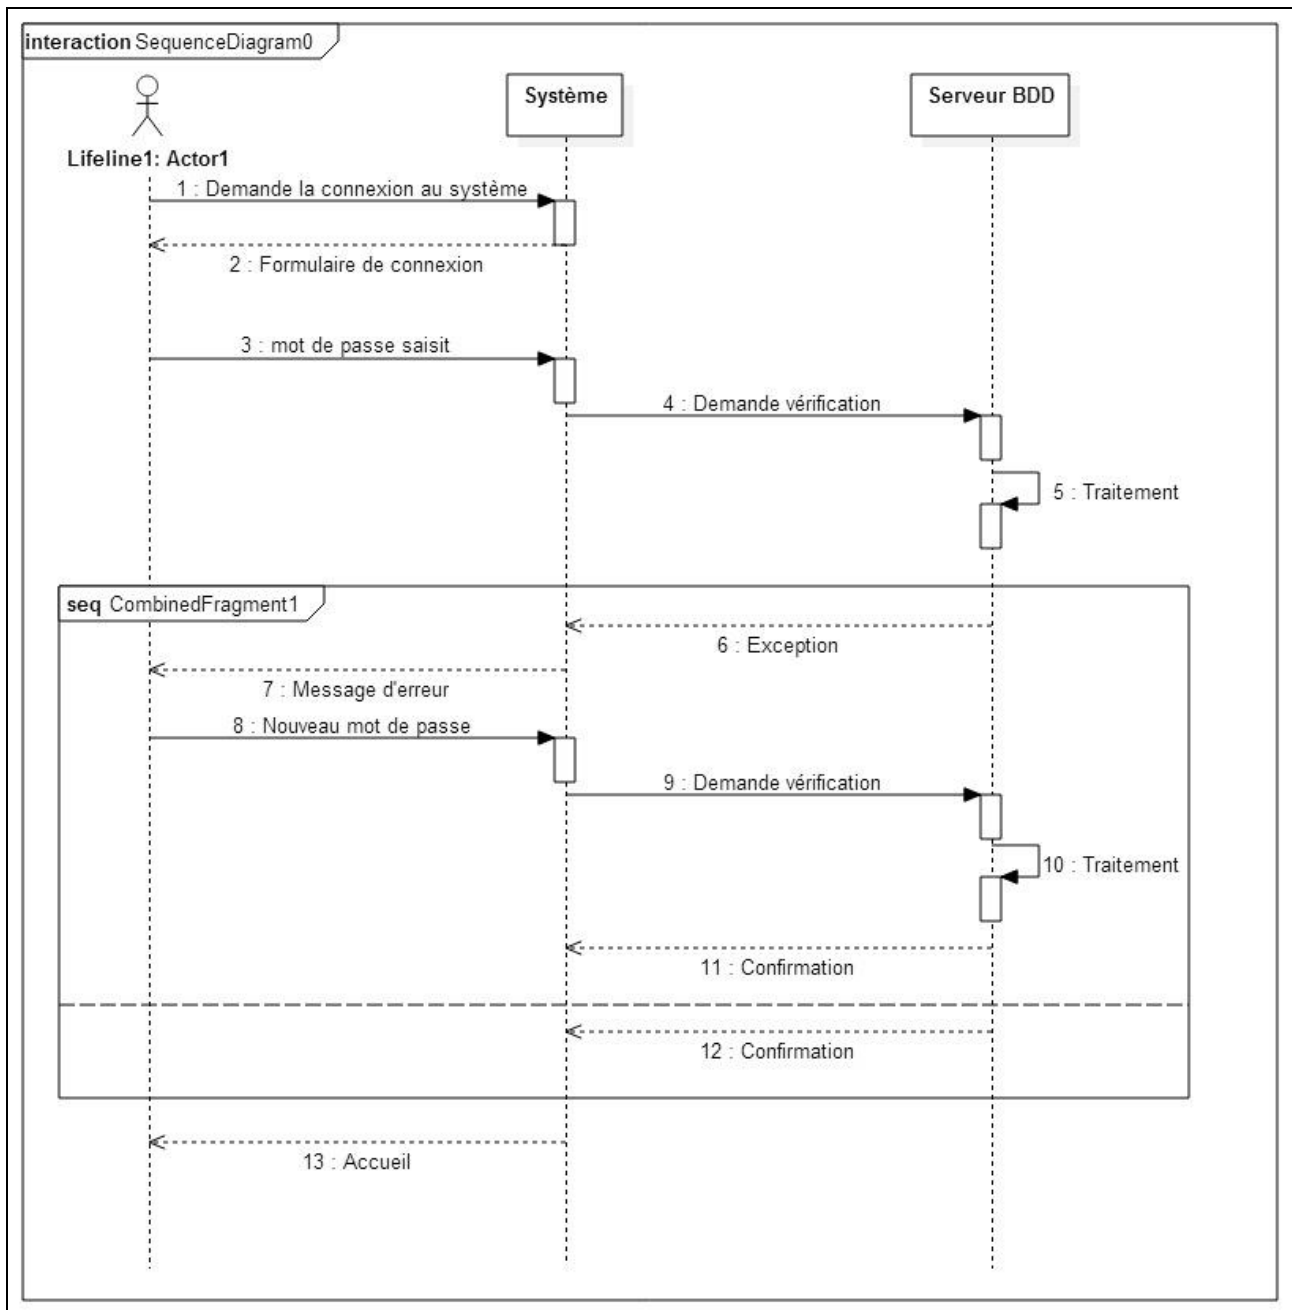 interaction SequenceDiagram0
Système
Serveur BDD
Lifeline1: Actor1
1 : Demande la connexion au système
2 : Formulaire de connexion
3 : mot de passe saisit
4 : Demande vérification
5 : Traitement
seq CombinedFragment1
6 : Exception
7 : Message d'erreur
8 : Nouveau mot de passe
9 : Demande vérification
10 : Traitement
11 : Confirmation
12 : Confirmation
13 : Accueil